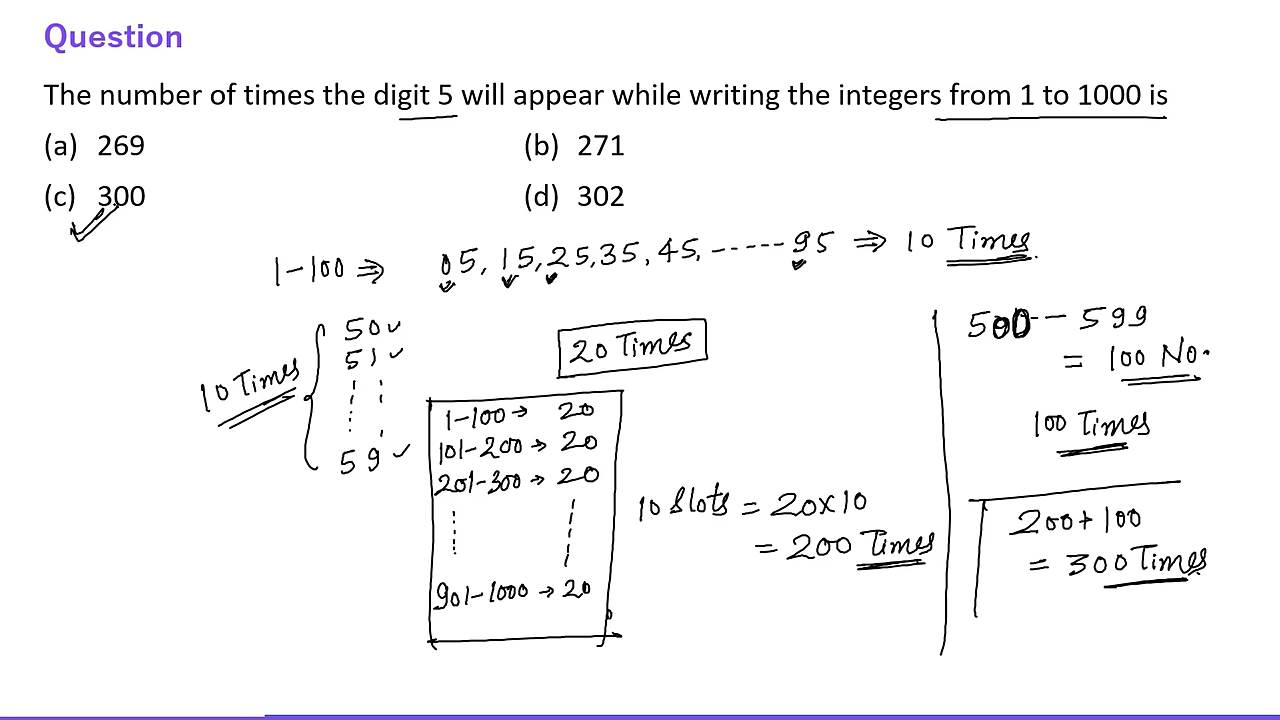 Question
The number of times the digit 5 will appear while writing the integers from 1 to 1000 is
(a) 269
(b) 271
(c) 300
(d) 302
1-100 ⇒ 05, 15, 25, 35, 45, ------ 95 ⇒ 10 Times
10 Times
50
51
59
20 Times
1-100 → 20
101-200 → 20
201-300 → 20
901-1000 → 20
10 Slots = 20×10
= 200 Times
500 -- 599
= 100 No.
100 Times
200+100
= 300 Times